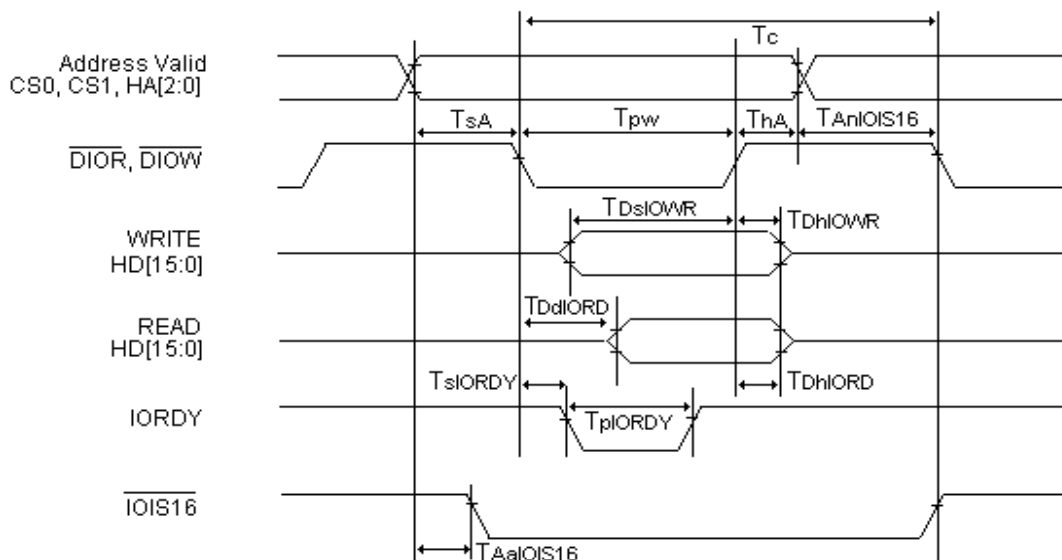 Tc
Address Valid
CS0, CS1, HA[2:0]
TsA
Tpw
ThA
TAnIOIS16
DIOR, DIOW
TDsIOWR
TDhIOWR
WRITE
HD[15:0]
TDdIORD
READ
HD[15:0]
TsIORDY
TDhIORD
IORDY
TpIORDY
IOIS16
TAaIOIS16